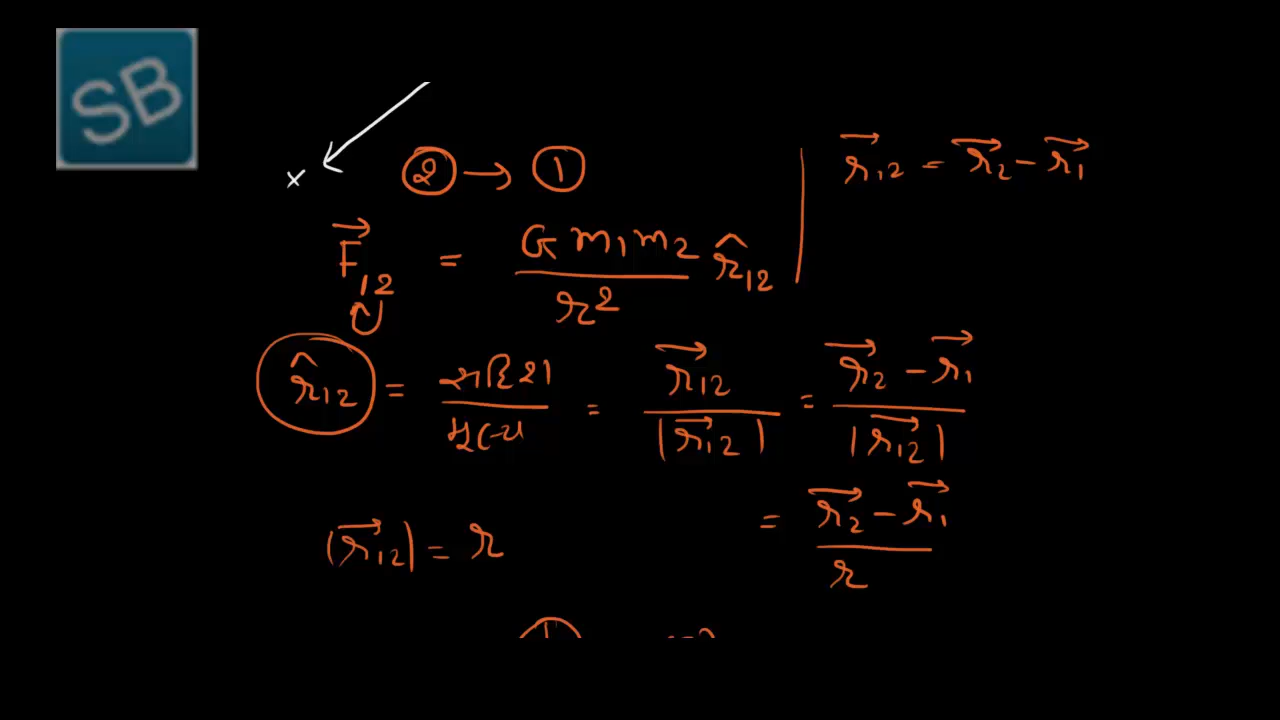 SB
② → ①
r⃗₁₂ = r⃗₂ − r⃗₁
F⃗₁₂ = G m₁m₂ / r² r̂₁₂
r̂₁₂ = સદિશ / મૂલ્ય = r⃗₁₂ / |r⃗₁₂| = r⃗₂ − r⃗₁ / |r⃗₁₂|
= r⃗₂ − r⃗₁ / r
|r⃗₁₂| = r